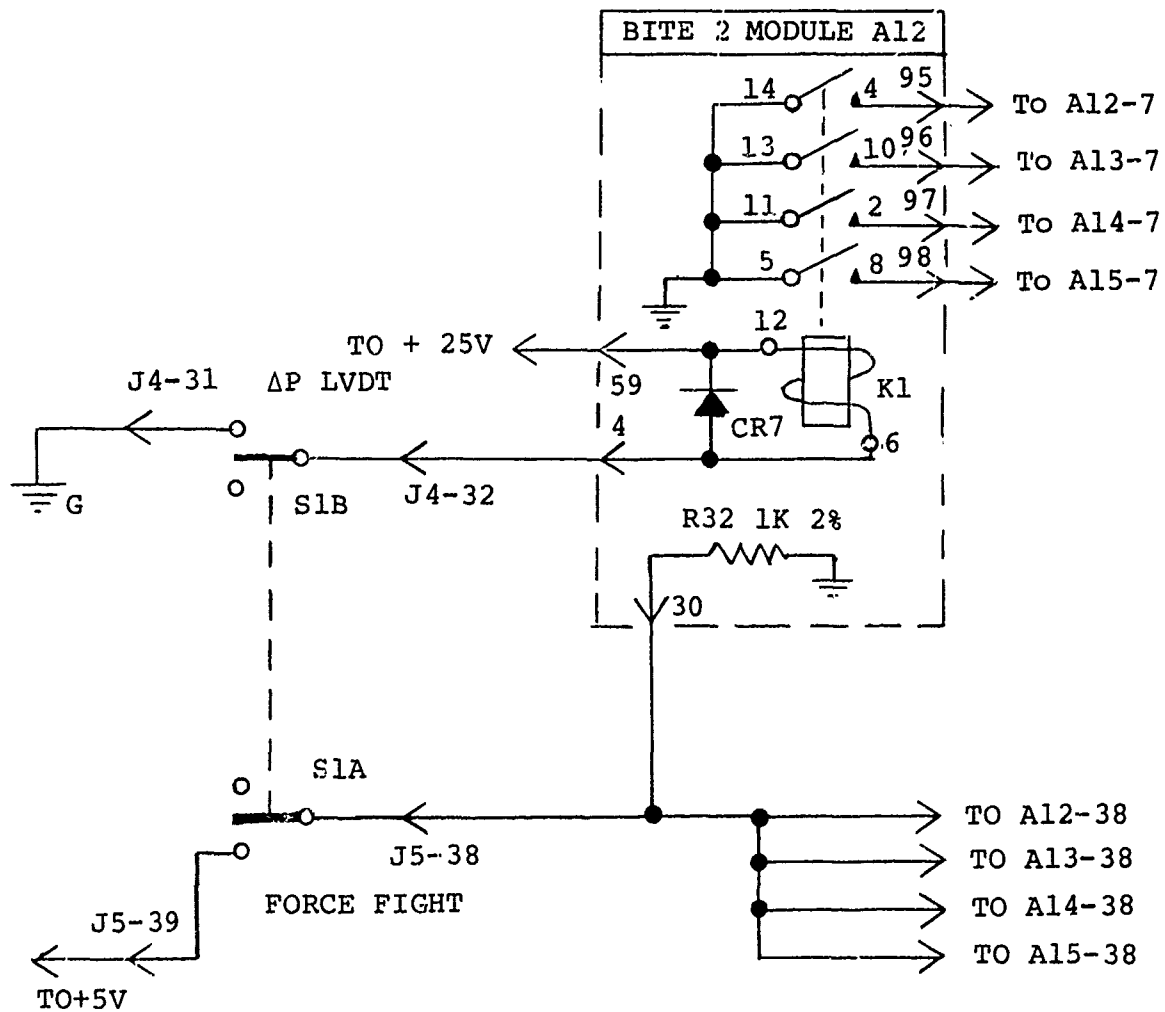 BITE 2 MODULE A12
14 4 95 TO A12-7
13 10 96 TO A13-7
11 2 97 TO A14-7
5 8 98 TO A15-7
12
TO + 25V
J4-31 ΔP LVDT
59
K1
4
CR7
6
G
S1B
J4-32
R32 1K 2%
30
S1A
TO A12-38
J5-38
TO A13-38
FORCE FIGHT
TO A14-38
J5-39
TO A15-38
TO+5V